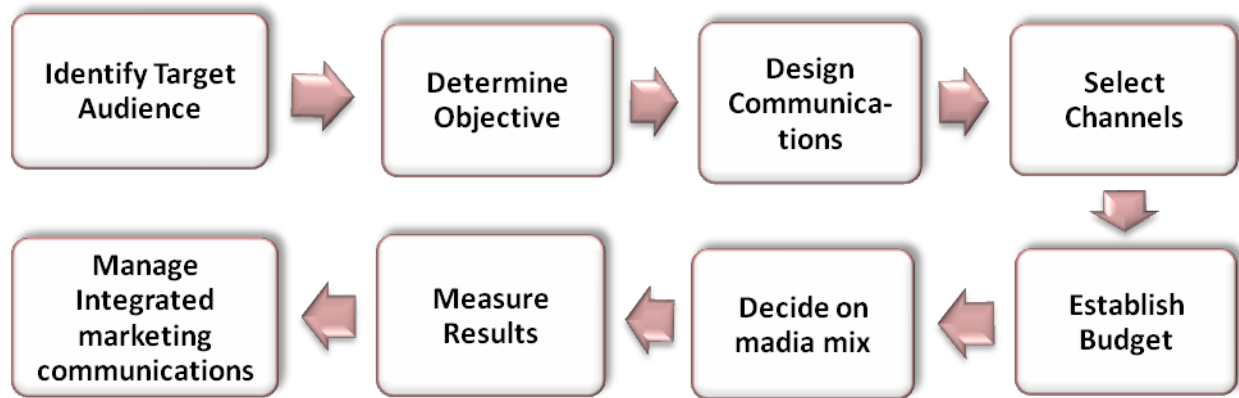 Identify Target
Audience
Determine
Objective
Design
Communica-
tions
Select
Channels
Manage
Integrated
marketing
communications
Measure
Results
Decide on
madia mix
Establish
Budget